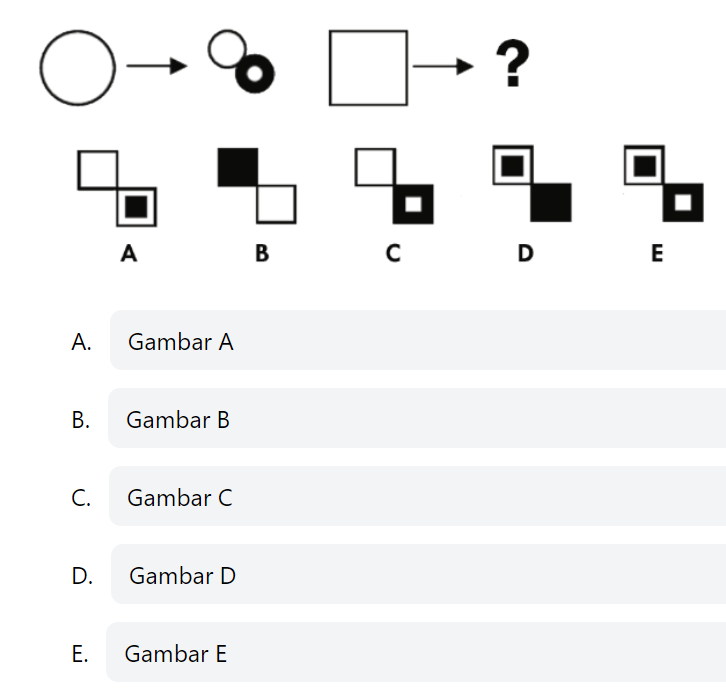 ?
A B C D E
A. Gambar A
B. Gambar B
C. Gambar C
D. Gambar D
E. Gambar E